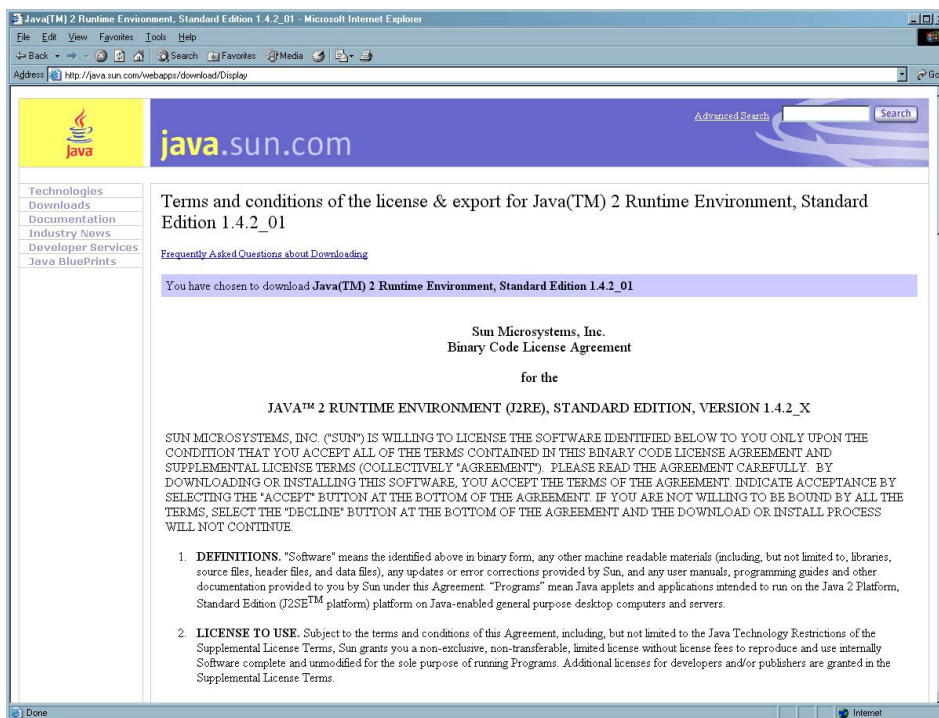 Java(TM) 2 Runtime Environment, Standard Edition 1.4.2_01 - Microsoft Internet Explorer
File Edit View Favorites Tools Help
Back Search Favorites Media
Address http://java.sun.com/webapps/download/Display Go
Java
java.sun.com
Advanced Search Search
Technologies
Downloads
Documentation
Industry News
Developer Services
Java BluePrints
Terms and conditions of the license & export for Java(TM) 2 Runtime Environment, Standard
Edition 1.4.2_01
Frequently Asked Questions about Downloading
You have chosen to download Java(TM) 2 Runtime Environment, Standard Edition 1.4.2_01
Sun Microsystems, Inc.
Binary Code License Agreement
for the
JAVA™ 2 RUNTIME ENVIRONMENT (J2RE), STANDARD EDITION, VERSION 1.4.2_X
SUN MICROSYSTEMS, INC. ("SUN") IS WILLING TO LICENSE THE SOFTWARE IDENTIFIED BELOW TO YOU ONLY UPON THE
CONDITION THAT YOU ACCEPT ALL OF THE TERMS CONTAINED IN THIS BINARY CODE LICENSE AGREEMENT AND
SUPPLEMENTAL LICENSE TERMS (COLLECTIVELY "AGREEMENT"). PLEASE READ THE AGREEMENT CAREFULLY. BY
DOWNLOADING OR INSTALLING THIS SOFTWARE, YOU ACCEPT THE TERMS OF THE AGREEMENT. INDICATE ACCEPTANCE BY
SELECTING THE "ACCEPT" BUTTON AT THE BOTTOM OF THE AGREEMENT. IF YOU ARE NOT WILLING TO BE BOUND BY ALL THE
TERMS, SELECT THE "DECLINE" BUTTON AT THE BOTTOM OF THE AGREEMENT AND THE DOWNLOAD OR INSTALL PROCESS
WILL NOT CONTINUE.
1. DEFINITIONS. "Software" means the identified above in binary form, any other machine readable materials (including, but not limited to, libraries,
source files, header files, and data files), any updates or error corrections provided by Sun, and any user manuals, programming guides and other
documentation provided to you by Sun under this Agreement. “Programs” mean Java applets and applications intended to run on the Java 2 Platform,
Standard Edition (J2SE™ platform) platform on Java-enabled general purpose desktop computers and servers.
2. LICENSE TO USE. Subject to the terms and conditions of this Agreement, including, but not limited to the Java Technology Restrictions of the
Supplemental License Terms, Sun grants you a non-exclusive, non-transferable, limited license without license fees to reproduce and use internally
Software complete and unmodified for the sole purpose of running Programs. Additional licenses for developers and/or publishers are granted in the
Supplemental License Terms.
Done Internet